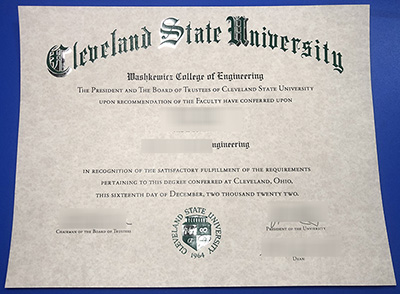 Cleveland State University
Washkewicz College of Engineering
The President and The Board of Trustees of Cleveland State University
upon recommendation of the Faculty have conferred upon
ngineering
in recognition of the satisfactory fulfillment of the requirements
pertaining to this degree conferred at Cleveland, Ohio,
this sixteenth day of December, two thousand twenty two.
Chairman of the Board of Trustees
President of the University
Dean
CLEVELAND STATE UNIVERSITY
1964